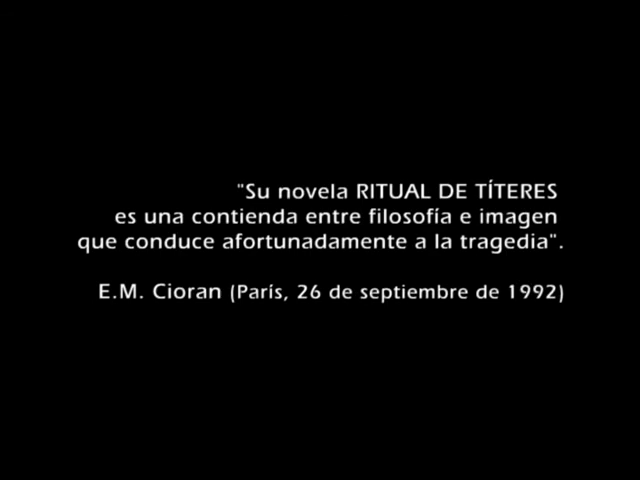 "Su novela RITUAL DE TÍTERES
es una contienda entre filosofía e imagen
que conduce afortunadamente a la tragedia".
E.M. Cioran (París, 26 de septiembre de 1992)